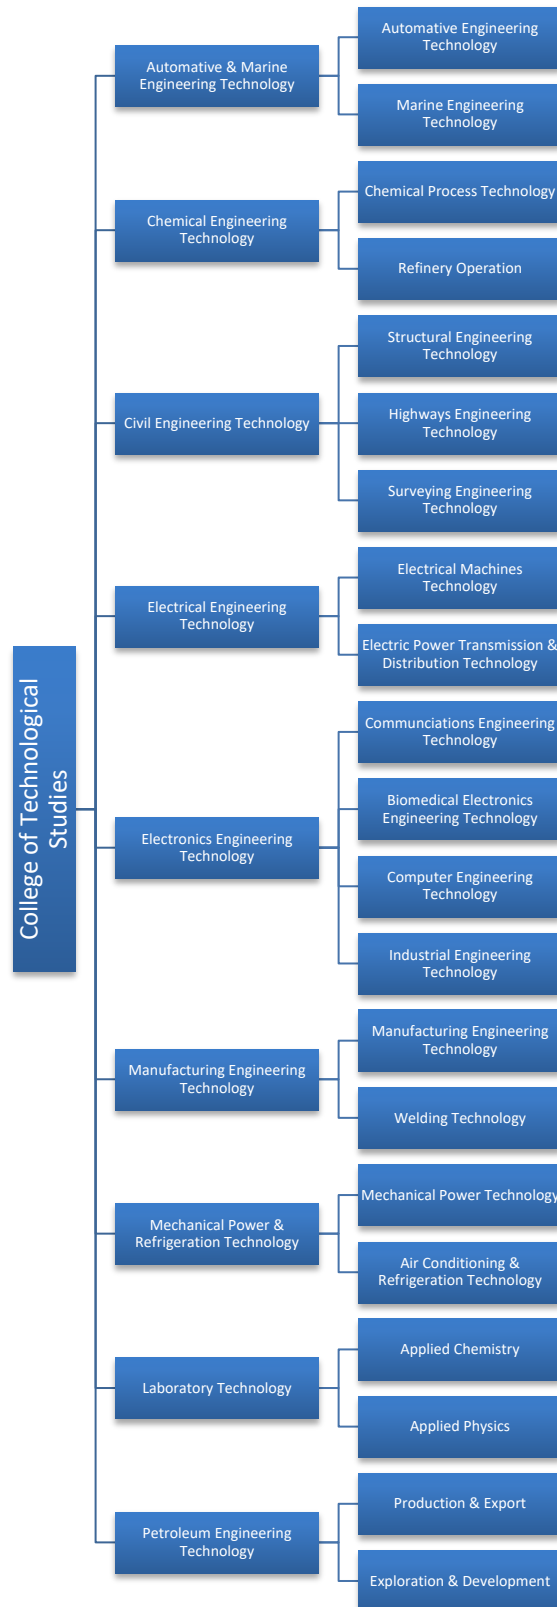 College of Technological
Studies
Automative & Marine
Engineering Technology
Automative Engineering
Technology
Marine Engineering
Technology
Chemical Engineering
Technology
Chemical Process Technology
Refinery Operation
Civil Engineering Technology
Structural Engineering
Technology
Highways Engineering
Technology
Surveying Engineering
Technology
Electrical Engineering
Technology
Electrical Machines
Technology
Electric Power Transmission &
Distribution Technology
Electronics Engineering
Technology
Communciations Engineering
Technology
Biomedical Electronics
Engineering Technology
Computer Engineering
Technology
Industrial Engineering
Technology
Manufacturing Engineering
Technology
Manufacturing Engineering
Technology
Welding Technology
Mechanical Power &
Refrigeration Technology
Mechanical Power Technology
Air Conditioning &
Refrigeration Technology
Laboratory Technology
Applied Chemistry
Applied Physics
Petroleum Engineering
Technology
Production & Export
Exploration & Development